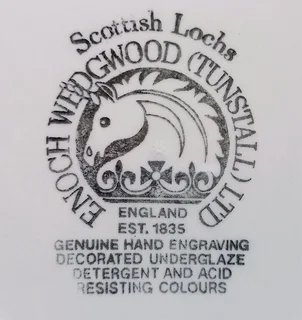 Scottish Lochs
ENOCH WEDGWOOD (TUNSTALL) LTD
ENGLAND
EST. 1835
GENUINE HAND ENGRAVING
DECORATED UNDERGLAZE
DETERGENT AND ACID
RESISTING COLOURS